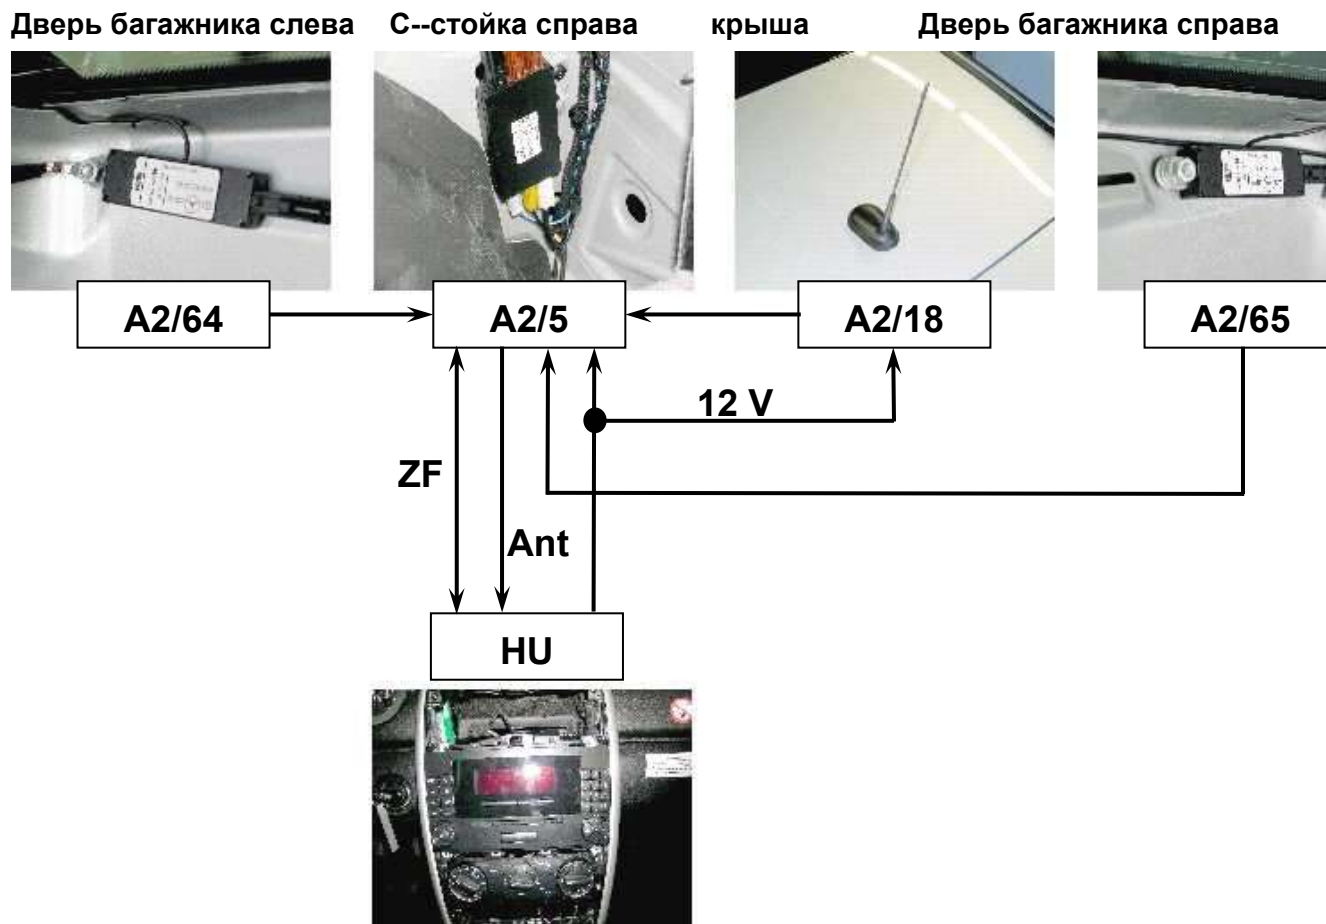 Дверь багажника слева С--стойка справа крыша Дверь багажника справа
A2/64 A2/5 A2/18 A2/65
12 V
ZF
Ant
HU